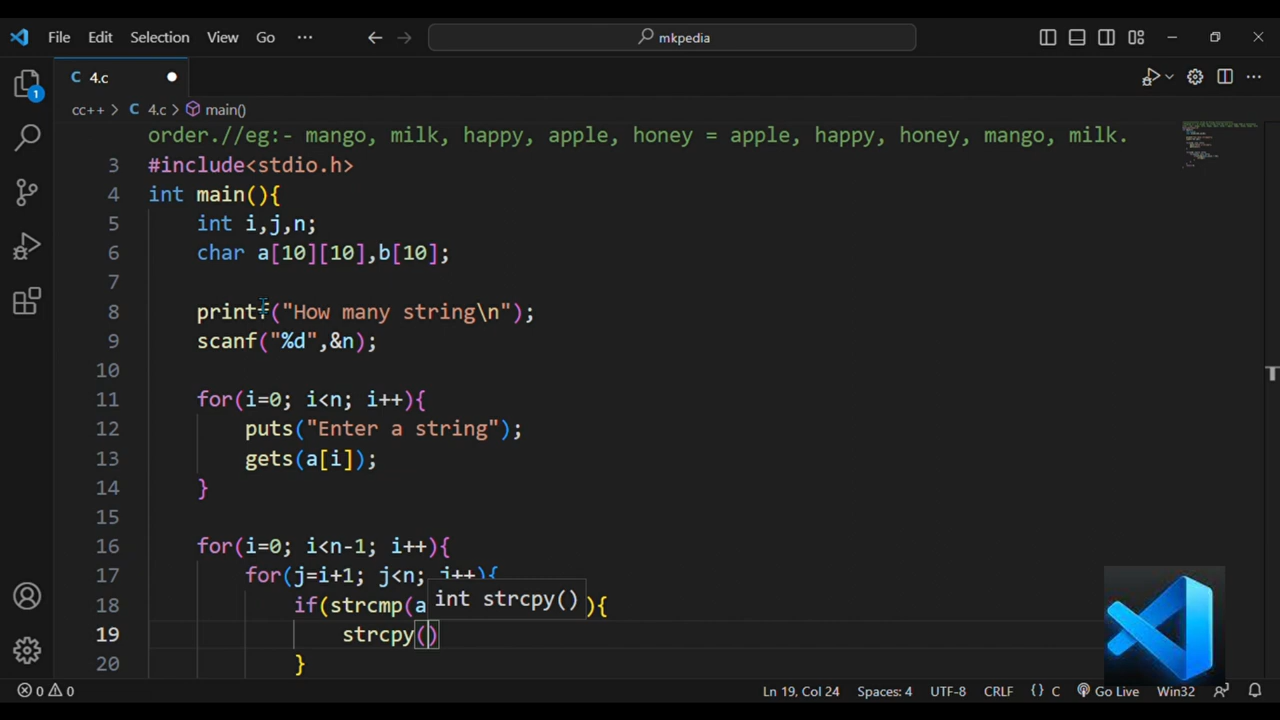 File Edit Selection View Go ··· mkpedia
4.c
cc++ > C 4.c > main()
order.//eg:- mango, milk, happy, apple, honey = apple, happy, honey, mango, milk.
3 #include<stdio.h>
4 int main(){
5 int i,j,n;
6 char a[10][10],b[10];
7
8 printf("How many string\n");
9 scanf("%d",&n);
10
11 for(i=0; i<n; i++){
12 puts("Enter a string");
13 gets(a[i]);
14 }
15
16 for(i=0; i<n-1; i++){
17 for(j=i+1; j<n; j++){
18 if(strcmp(a ){
int strcpy()
19 strcpy()
20 }
0 0 Ln 19, Col 24 Spaces: 4 UTF-8 CRLF {} C Go Live Win32